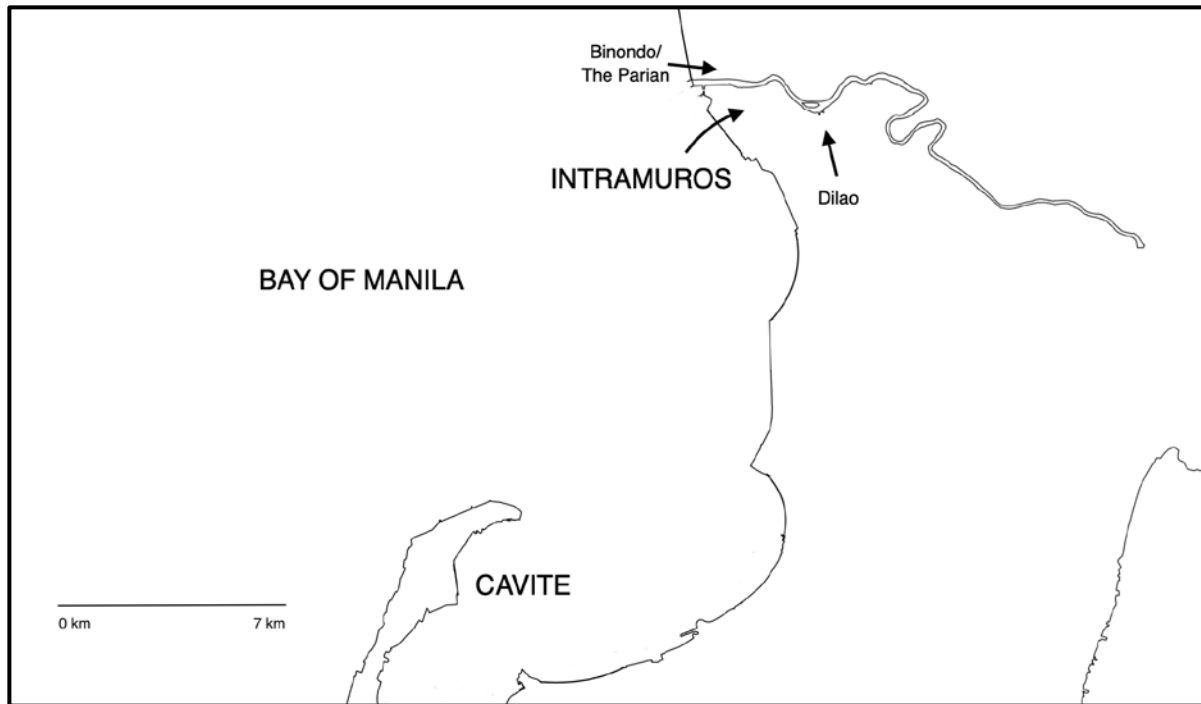 Binondo/
The Parian
INTRAMUROS
Dilao
BAY OF MANILA
CAVITE
0 km 7 km